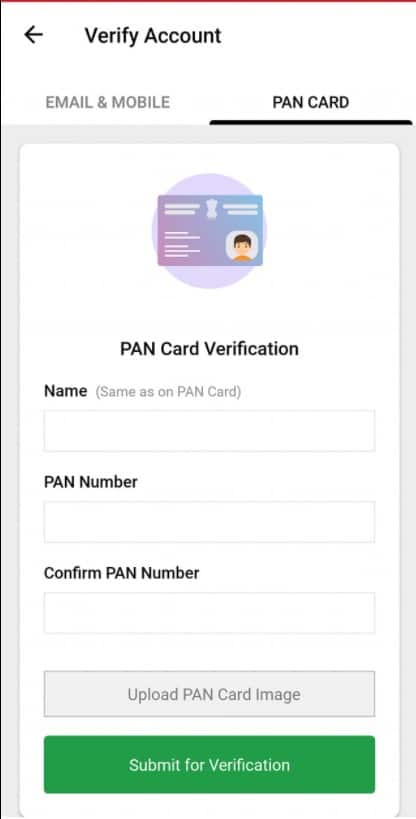 Verify Account
EMAIL & MOBILE PAN CARD
PAN Card Verification
Name (Same as on PAN Card)
PAN Number
Confirm PAN Number
Upload PAN Card Image
Submit for Verification